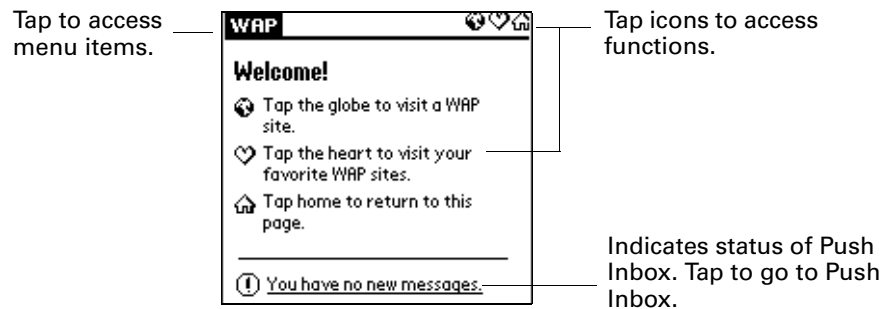 Tap to access
menu items.
WAP
Tap icons to access
functions.
Welcome!
Tap the globe to visit a WAP
site.
Tap the heart to visit your
favorite WAP sites.
Tap home to return to this
page.
You have no new messages.
Indicates status of Push
Inbox. Tap to go to Push
Inbox.